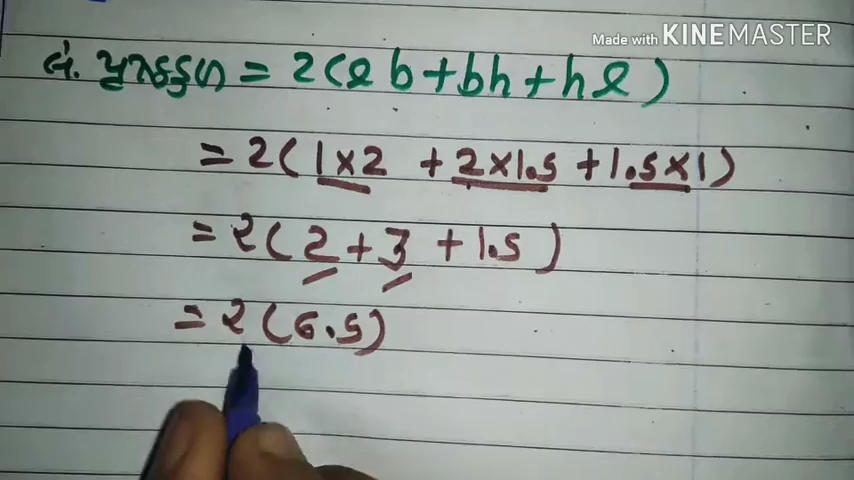 Made with KINEMASTER
= 2(lb+bh+hl)
= 2(1×2 + 2×1.5 + 1.5×1)
= 2(2+3+1.5)
= 2(6.5)